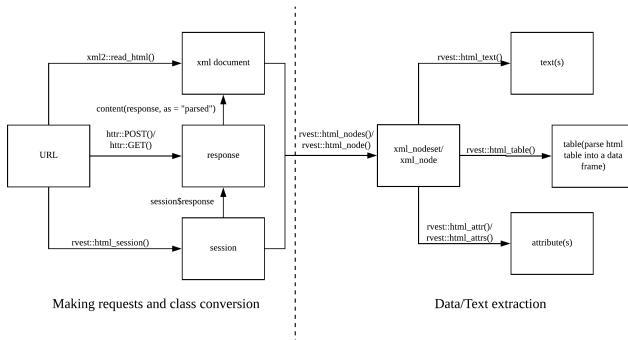 xml2::read_html()
xml document
content(response, as = "parsed")
URL
httr::POST()/
httr::GET()
response
session$response
rvest::html_session()
session
Making requests and class conversion
rvest::html_nodes()/
rvest::html_node()
xml_nodeset/
xml_node
rvest::html_text()
text(s)
rvest::html_table()
table(parse html
table into a data
frame)
rvest::html_attr()/
rvest::html_attrs()
attribute(s)
Data/Text extraction